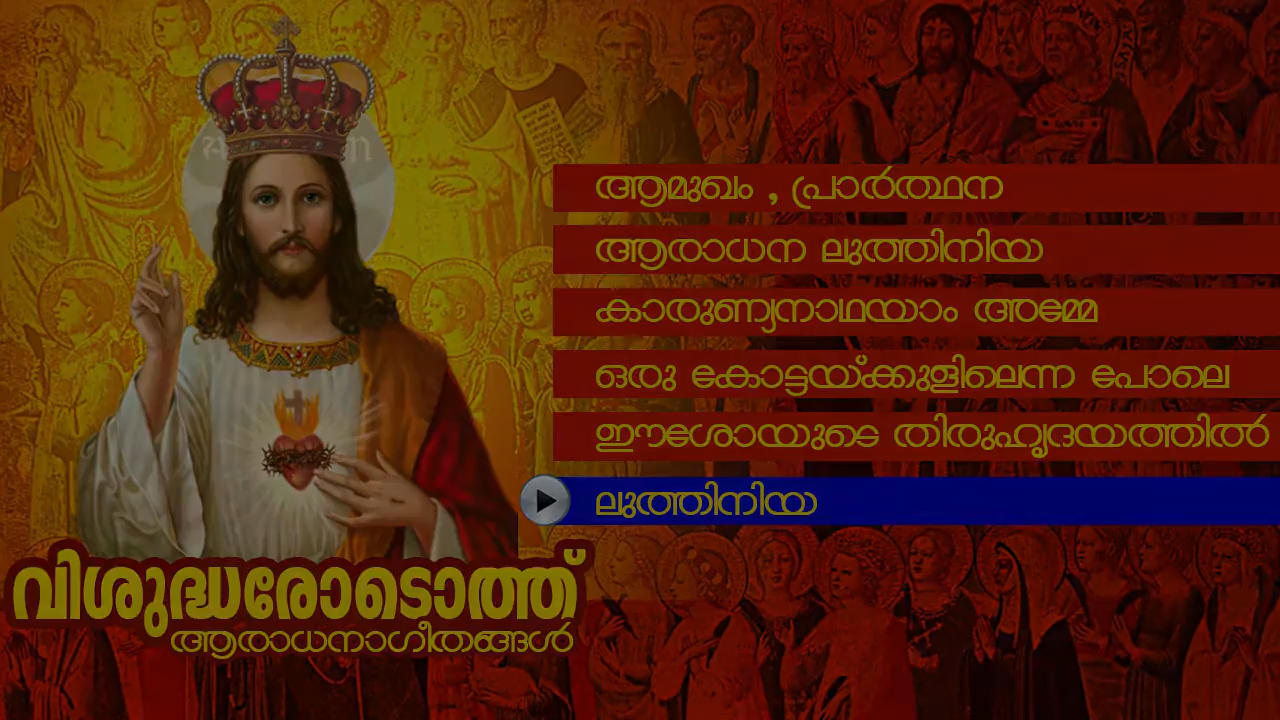 ആമുഖം , പ്രാർത്ഥന
ആരാധന ലുത്തിനിയ
കാരുണ്യനാഥയാം അമ്മേ
ഒരു കോട്ടയ്ക്കുളിലെന്ന പോലെ
ഈശോയുടെ തിരുഹൃദയത്തിൽ
ലുത്തിനിയ
വിശുദ്ധരോടൊത്ത്
ആരാധനാഗീതങ്ങൾ